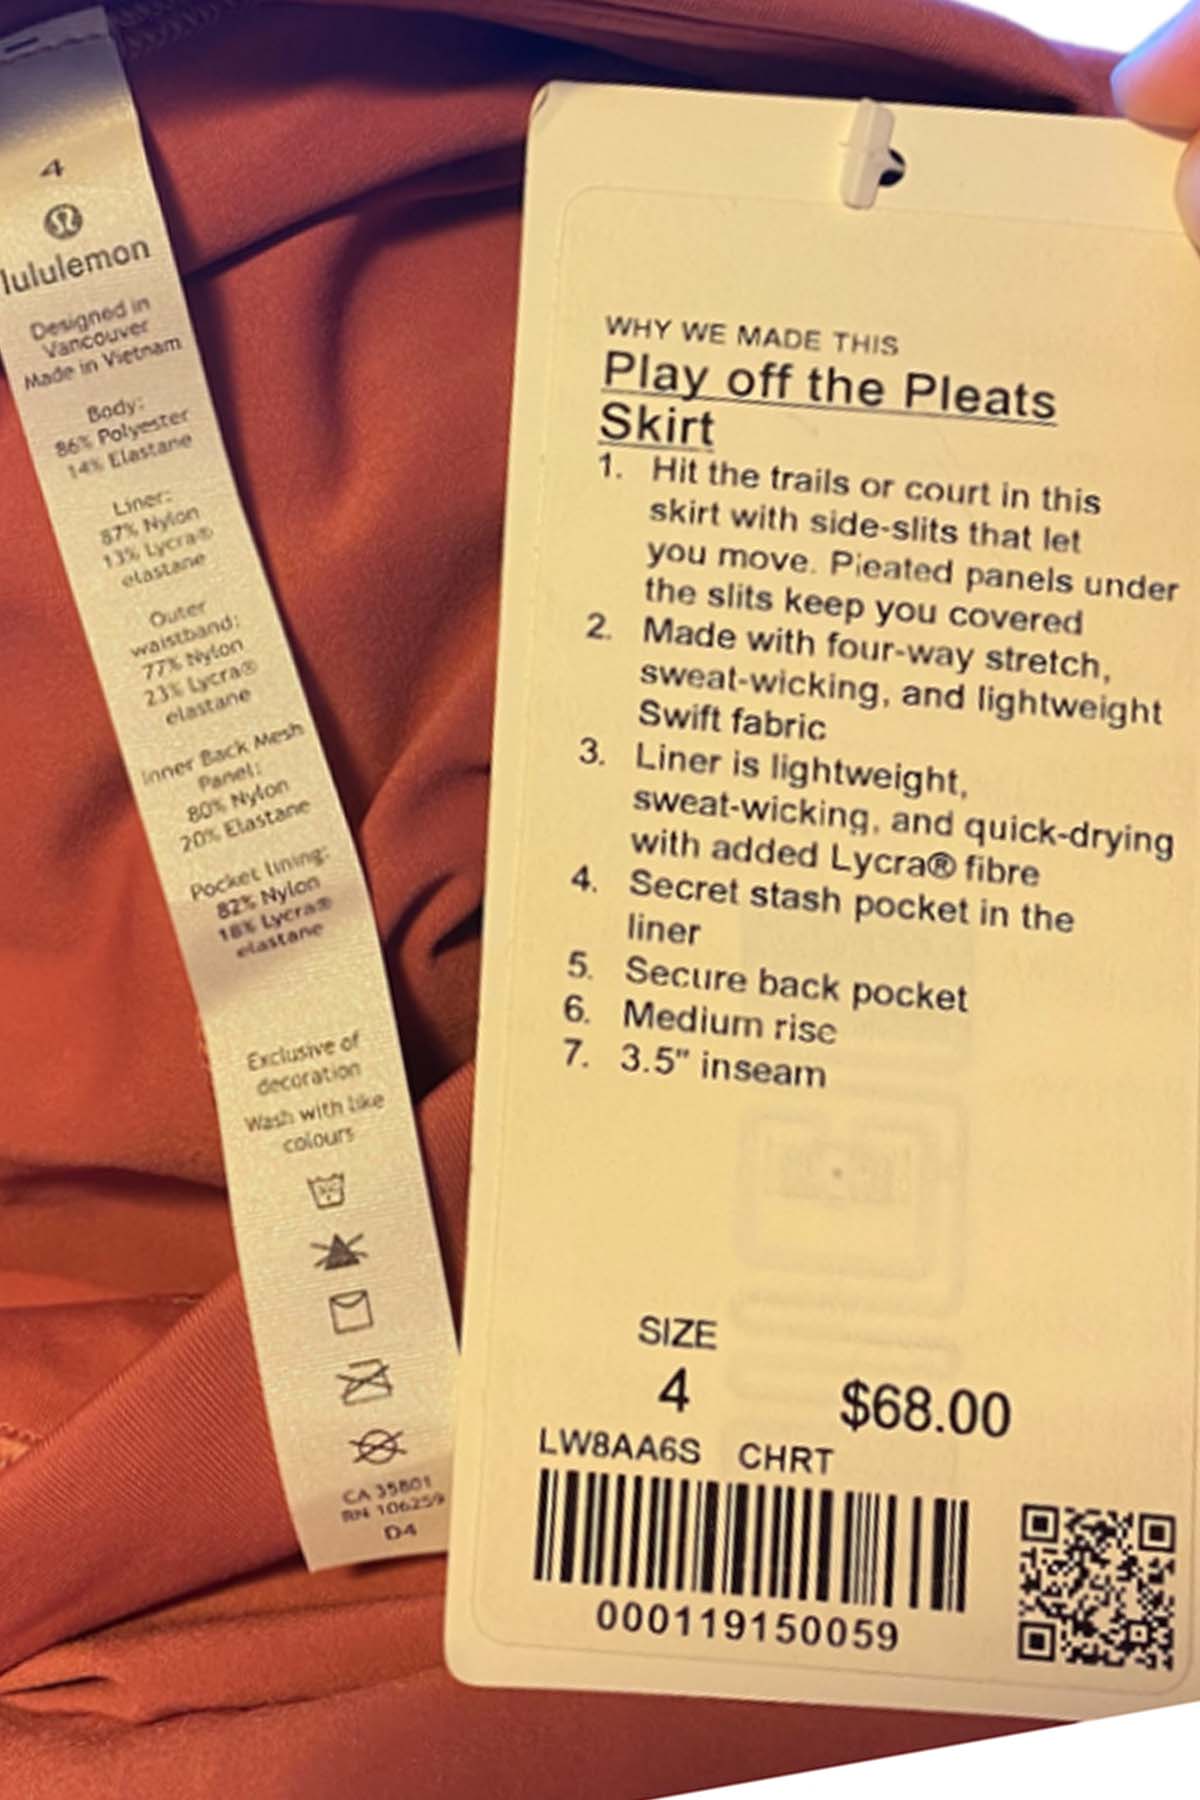 4
lululemon
Designed in
Vancouver
Made in Vietnam
Body:
86% Polyester
14% Elastane
Liner:
87% Nylon
13% Lycra®
elastane
Outer
waistband:
77% Nylon
23% Lycra®
elastane
Inner Back Mesh
Panel:
80% Nylon
20% Elastane
Pocket lining:
82% Nylon
18% Lycra®
elastane
Exclusive of
decoration
Wash with like
colours
CA 35801
RN 106259
D4
WHY WE MADE THIS
Play off the Pleats
Skirt
1. Hit the trails or court in this
skirt with side-slits that let
you move. Pleated panels under
the slits keep you covered
2. Made with four-way stretch,
sweat-wicking, and lightweight
Swift fabric
3. Liner is lightweight,
sweat-wicking, and quick-drying
with added Lycra® fibre
4. Secret stash pocket in the
liner
5. Secure back pocket
6. Medium rise
7. 3.5" inseam
SIZE
4 $68.00
LW8AA6S CHRT
000119150059